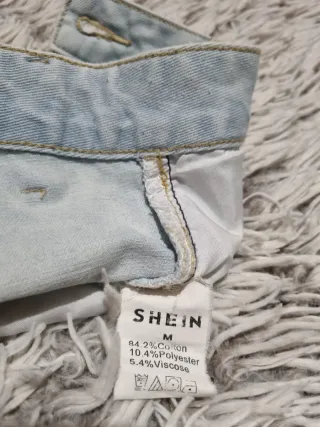 SHEIN
M
84.2%Cotton
10.4%Polyester
5.4%Viscose